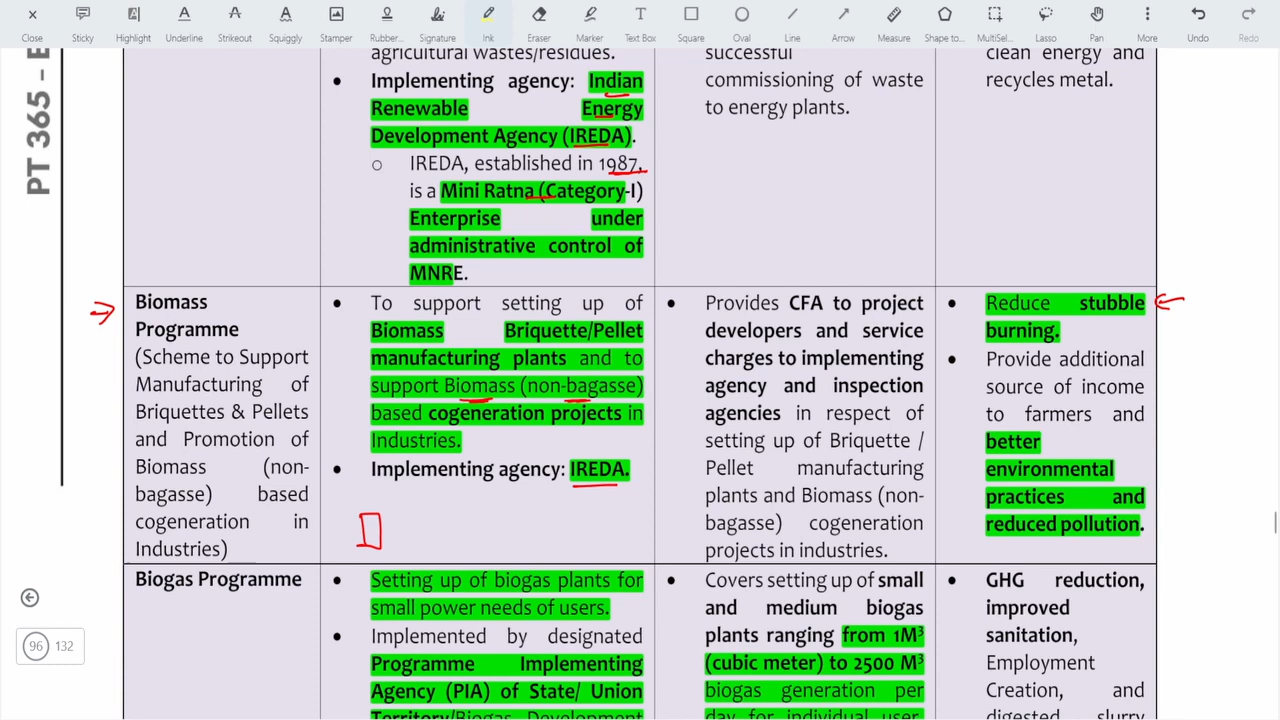 Close
Sticky
Highlight
Underline
Strikeout
Squiggly
Stamper
Rubber...
Signature
Ink
Eraser
Marker
Text Box
Square
Oval
Line
Arrow
Measure
Shape to...
MultiSel...
Lasso
Pan
More
Undo
Redo
PT 365 - E
agricultural wastes/residues.
• Implementing agency: Indian
Renewable Energy
Development Agency (IREDA).
o IREDA, established in 1987,
is a Mini Ratna (Category-I)
Enterprise under
administrative control of
MNRE.
successful
commissioning of waste
to energy plants.
clean energy and
recycles metal.
Biomass
Programme
(Scheme to Support
Manufacturing of
Briquettes & Pellets
and Promotion of
Biomass (non-
bagasse) based
cogeneration in
Industries)
• To support setting up of
Biomass Briquette/Pellet
manufacturing plants and to
support Biomass (non-bagasse)
based cogeneration projects in
Industries.
• Implementing agency: IREDA.
• Provides CFA to project
developers and service
charges to implementing
agency and inspection
agencies in respect of
setting up of Briquette /
Pellet manufacturing
plants and Biomass (non-
bagasse) cogeneration
projects in industries.
• Reduce stubble
burning.
• Provide additional
source of income
to farmers and
better
environmental
practices and
reduced pollution.
Biogas Programme
• Setting up of biogas plants for
small power needs of users.
• Implemented by designated
Programme Implementing
Agency (PIA) of State/ Union
Territory/Biogas Development
• Covers setting up of small
and medium biogas
plants ranging from 1M³
(cubic meter) to 2500 M³
biogas generation per
day for individual user,
• GHG reduction,
improved
sanitation,
Employment
Creation, and
digested slurry
96 132